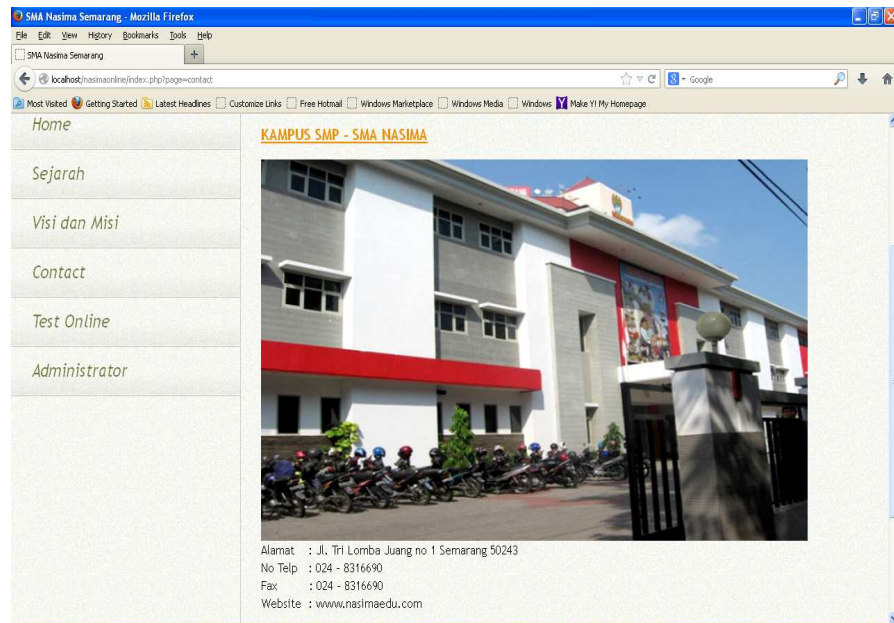 SMA Nasima Semarang - Mozilla Firefox
File Edit View History Bookmarks Tools Help
SMA Nasima Semarang +
localhost/nasimaonline/index.php?page=contact Google
Most Visited Getting Started Latest Headlines Customize Links Free Hotmail Windows Marketplace Windows Media Windows Make Y! My Homepage
Home
Sejarah
Visi dan Misi
Contact
Test Online
Administrator
KAMPUS SMP - SMA NASIMA
Alamat : Jl. Tri Lomba Juang no 1 Semarang 50243
No Telp : 024 - 8316690
Fax : 024 - 8316690
Website : www.nasimaedu.com